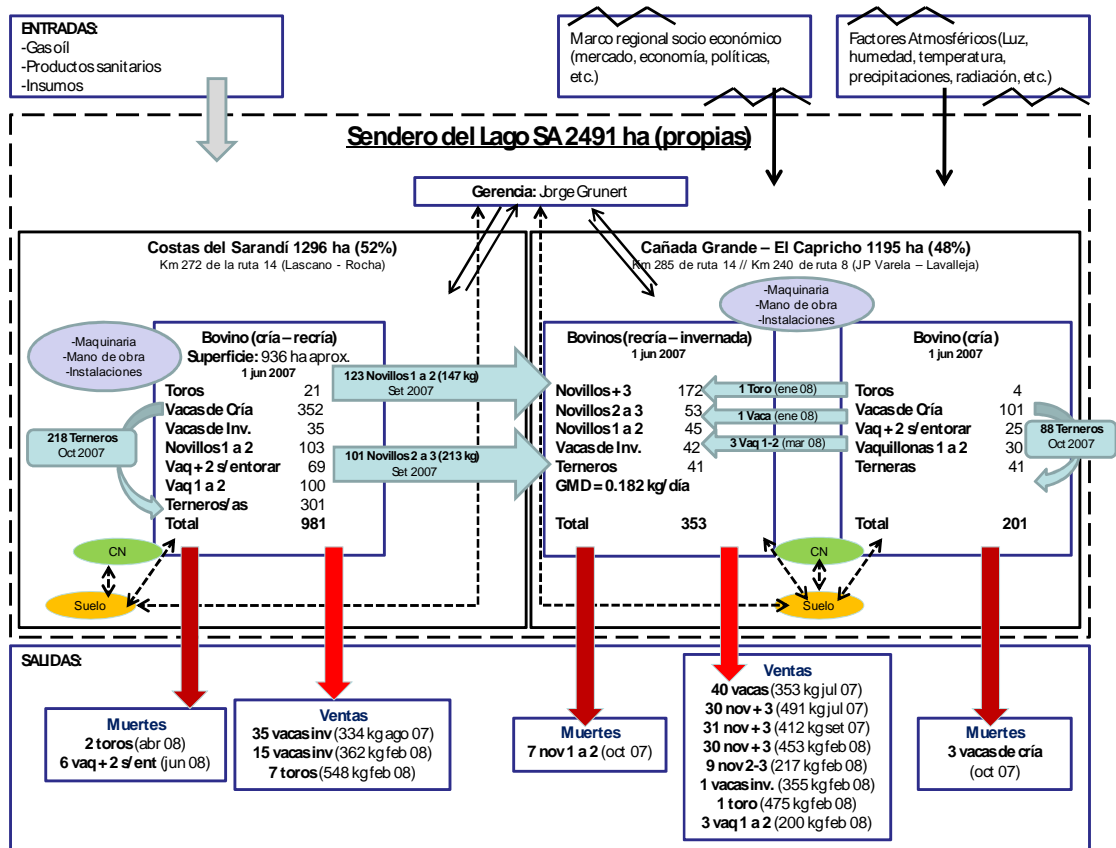 ENTRADAS:
-Gasoíl
-Productos sanitarios
-Insumos
Marco regional socio económico
(mercado, economía, políticas,
etc.)
Factores Atmosféricos (Luz,
humedad, temperatura,
precipitaciones, radiación, etc.)
Sendero del Lago SA 2491 ha (propias)
Gerencia: Jorge Grunert
Costas del Sarandí 1296 ha (52%)
Km 272 de la ruta 14 (Lascano - Rocha)
-Maquinaria
-Mano de obra
-Instalaciones
Bovino (cría – recría)
Superficie: 936 ha aprox.
1 jun 2007
Toros 21
Vacas de Cría 352
Vacas de Inv. 35
Novillos 1 a 2 103
Vaq + 2 s/ entorar 69
Vaq 1 a 2 100
Terneros/as 301
Total 981
218 Terneros
Oct 2007
CN
Suelo
123 Novillos 1 a 2 (147 kg)
Set 2007
101 Novillos 2 a 3 (213 kg)
Set 2007
Cañada Grande – El Capricho 1195 ha (48%)
Km 285 de ruta 14 // Km 240 de ruta 8 (JP Varela – Lavalleja)
-Maquinaria
-Mano de obra
-Instalaciones
Bovinos (recría – invernada)
1 jun 2007
Novillos + 3 172
Novillos 2 a 3 53
Novillos 1 a 2 45
Vacas de Inv. 42
Terneros 41
GMD = 0.182 kg/día
Total 353
1 Toro (ene 08)
1 Vaca (ene 08)
3 Vaq 1-2 (mar 08)
Bovino (cría)
1 jun 2007
Toros 4
Vacas de Cría 101
Vaq + 2 s/ entorar 25
Vaquillonas 1 a 2 30
Terneras 41
Total 201
88 Terneros
Oct 2007
CN
Suelo
SALIDAS:
Muertes
2 toros (abr 08)
6 vaq + 2 s/ ent (jun 08)
Ventas
35 vacas inv (334 kg ago 07)
15 vacas inv (362 kg feb 08)
7 toros (548 kg feb 08)
Muertes
7 nov 1 a 2 (oct 07)
Ventas
40 vacas (353 kg jul 07)
30 nov + 3 (491 kg jul 07)
31 nov + 3 (412 kg set 07)
30 nov + 3 (453 kg feb 08)
9 nov 2-3 (217 kg feb 08)
1 vacas inv. (355 kg feb 08)
1 toro (475 kg feb 08)
3 vaq 1 a 2 (200 kg feb 08)
Muertes
3 vacas de cría
(oct 07)